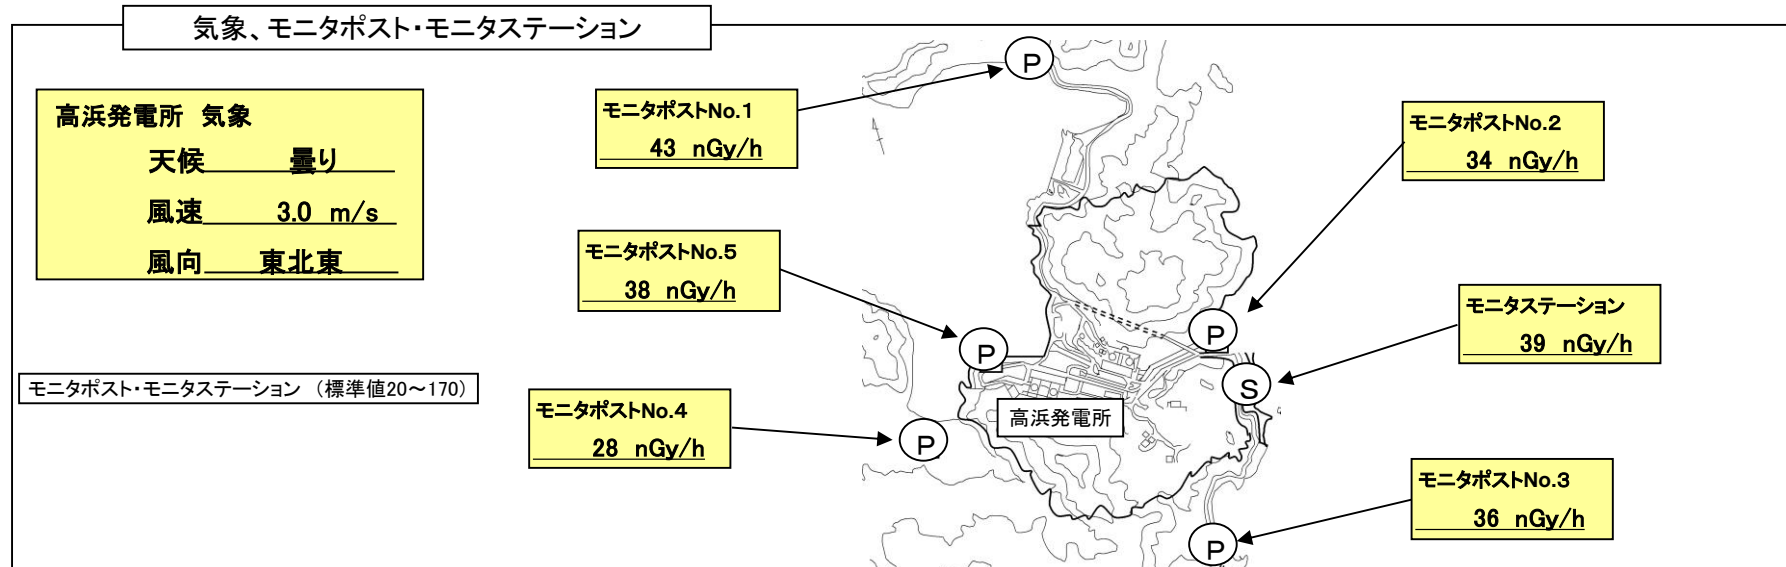 気象、モニタポスト・モニタステーション
高浜発電所 気象
天候 曇り
風速 3.0 m/s
風向 東北東
モニタポスト・モニタステーション (標準値20~170)
モニタポストNo.1
43 nGy/h
モニタポストNo.5
38 nGy/h
モニタポストNo.4
28 nGy/h
P
P
P
P
S
P
高浜発電所
モニタポストNo.2
34 nGy/h
モニタステーション
39 nGy/h
モニタポストNo.3
36 nGy/h